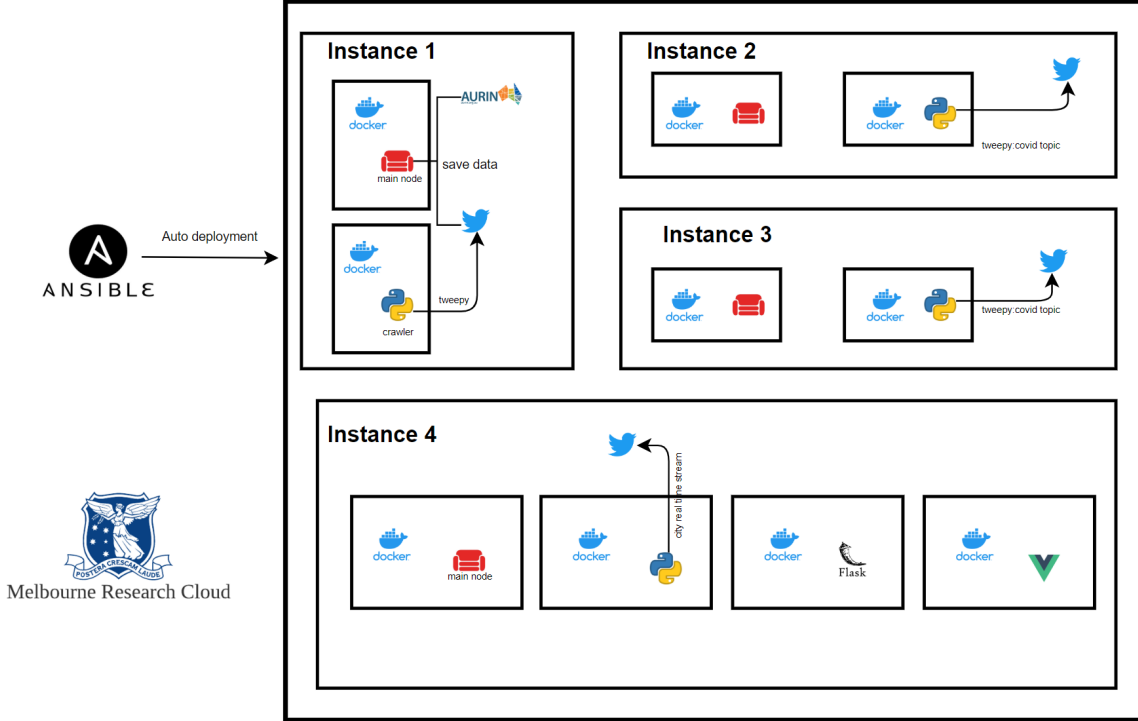 Instance 1
docker
main node
AURIN
save data
docker
crawler
tweepy
Instance 2
docker
docker
tweepy:covid topic
Instance 3
docker
docker
tweepy:covid topic
Auto deployment
ANSIBLE
Instance 4
city real time stream
docker
main node
docker
docker
Flask
docker
POSTERA CRESCAM LAUDE
Melbourne Research Cloud